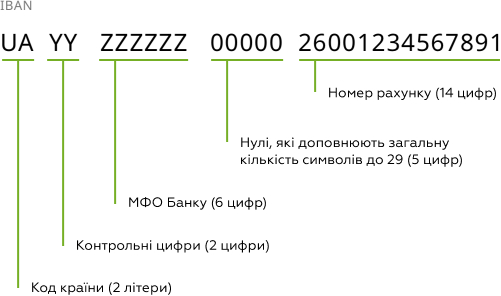 IBAN
UA YY ZZZZZZ 00000 26001234567891
Номер рахунку (14 цифр)
Нулі, які доповнюють загальну
кількість символів до 29 (5 цифр)
МФО Банку (6 цифр)
Контрольні цифри (2 цифри)
Код країни (2 літери)